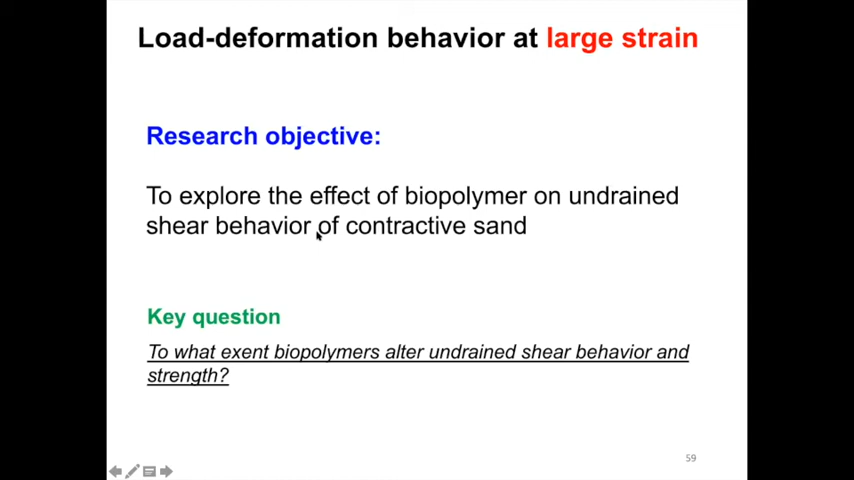 Load-deformation behavior at large strain
Research objective:
To explore the effect of biopolymer on undrained
shear behavior of contractive sand
Key question
To what exent biopolymers alter undrained shear behavior and
strength?
59